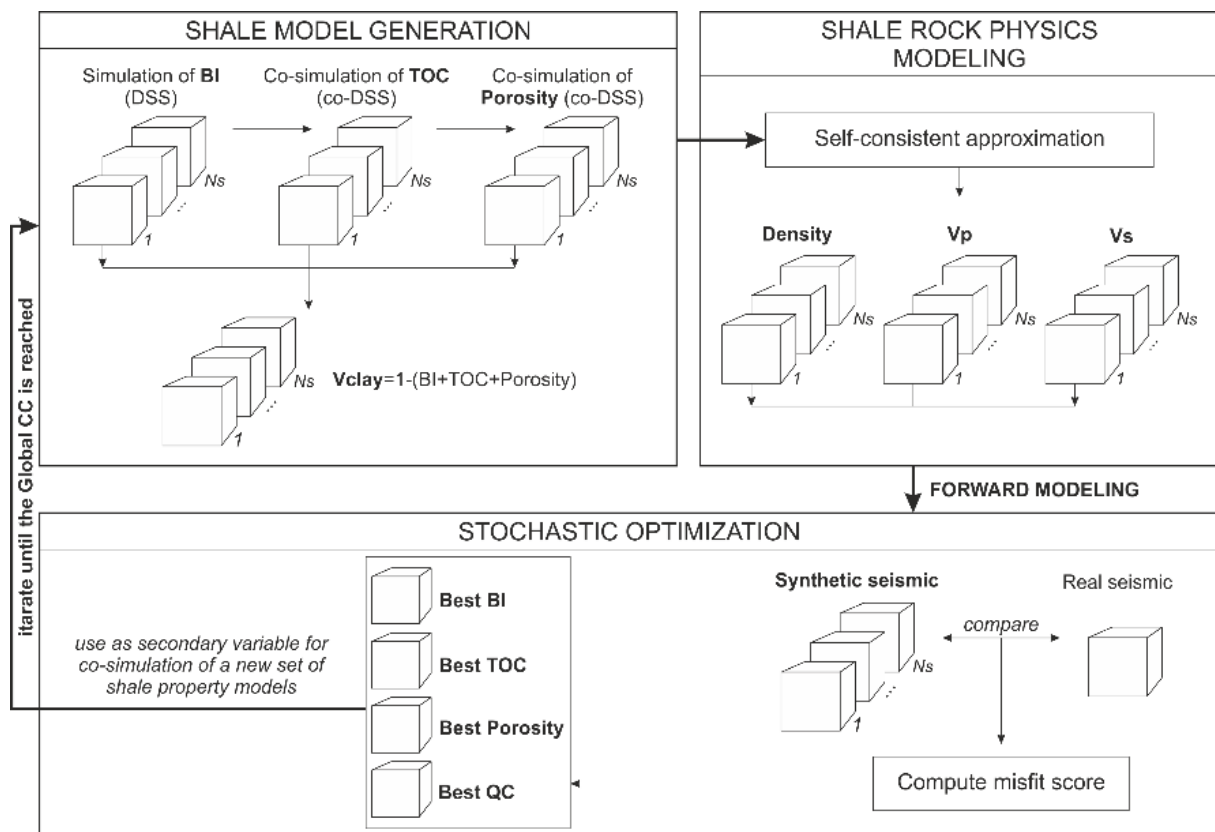 SHALE MODEL GENERATION
Simulation of BI
(DSS)
Co-simulation of TOC
(co-DSS)
Co-simulation of
Porosity (co-DSS)
Ns
...
1
Ns
...
1
Ns
...
1
Ns
...
1
Vclay=1-(BI+TOC+Porosity)
SHALE ROCK PHYSICS
MODELING
Self-consistent approximation
Density
Vp
Vs
Ns
...
1
Ns
...
1
Ns
...
1
FORWARD MODELING
itarate until the Global CC is reached
STOCHASTIC OPTIMIZATION
use as secondary variable for
co-simulation of a new set of
shale property models
Best BI
Best TOC
Best Porosity
Best QC
Synthetic seismic
Ns
...
1
compare
Real seismic
Compute misfit score